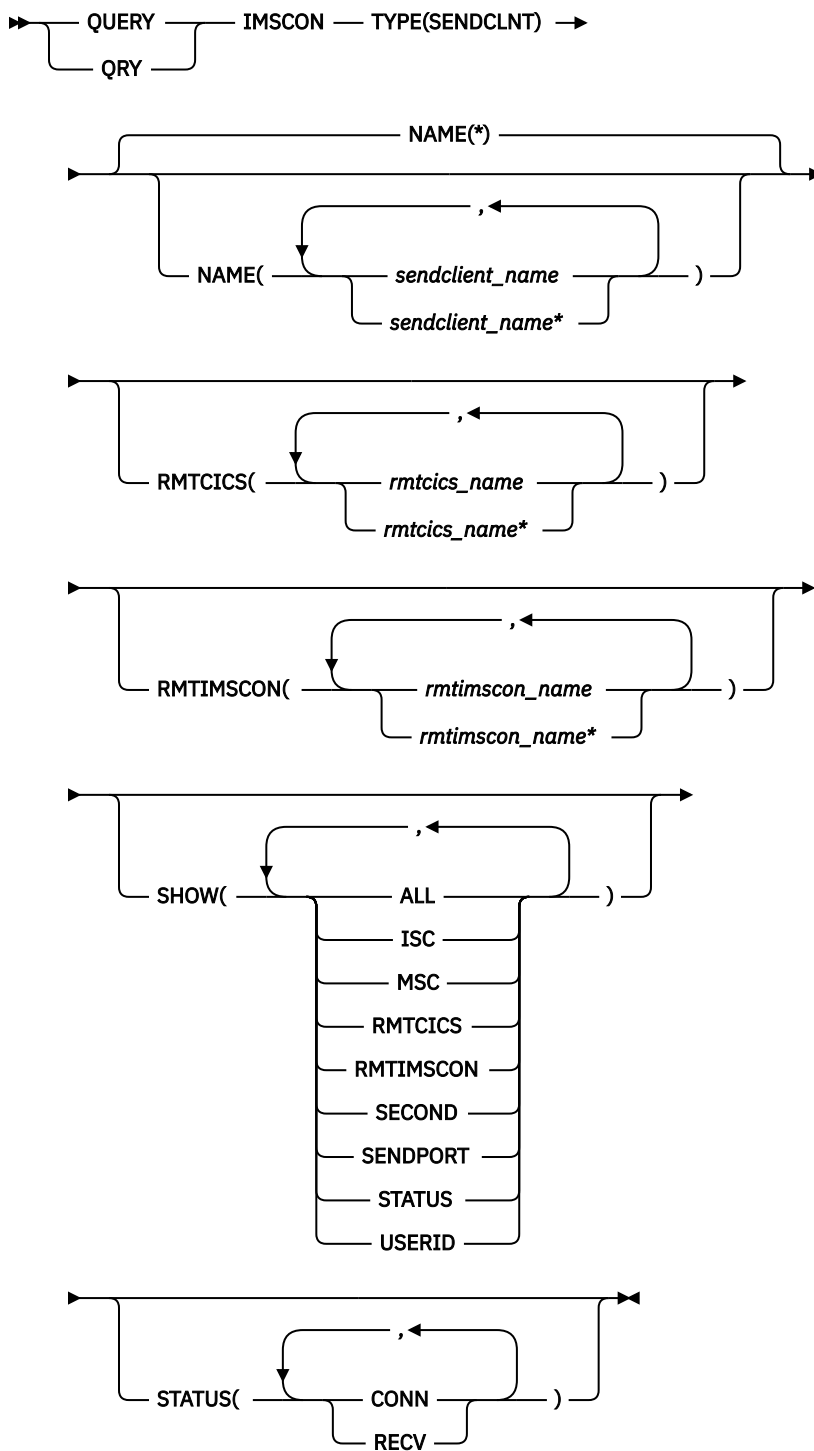 QUERY IMSCON TYPE(SENDCLNT)
QRY
NAME(*)
,
NAME( sendclient_name )
sendclient_name*
,
RMTCICS( rmtcics_name )
rmtcics_name*
,
RMTIMSCON( rmtimscon_name )
rmtimscon_name*
,
SHOW( ALL )
ISC
MSC
RMTCICS
RMTIMSCON
SECOND
SENDPORT
STATUS
USERID
,
STATUS( CONN )
RECV